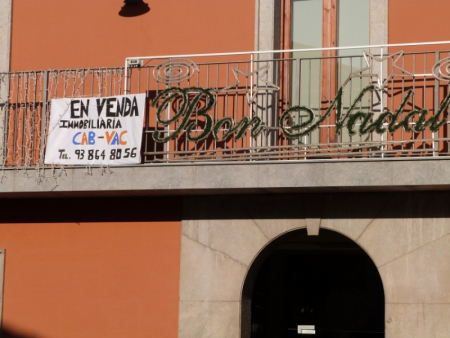 EN VENDA
IMMOBILIARIA
CAB-VAC
TEL. 93 864 80 56
Bon Nadal